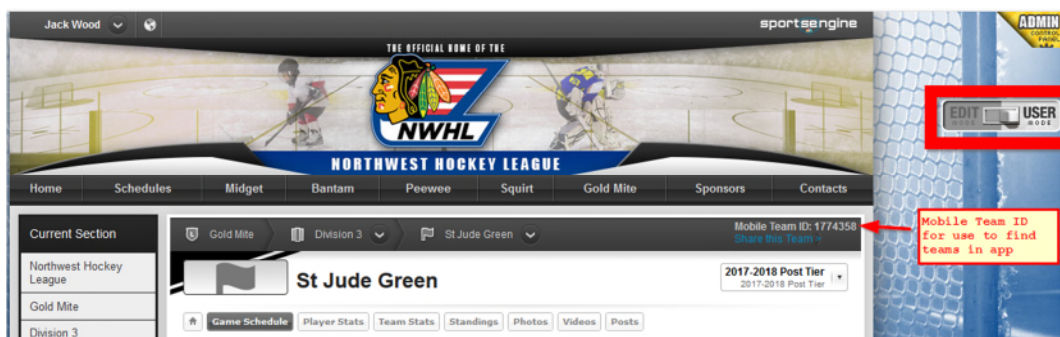 Jack Wood
sportsengine
ADMIN
CONTROL
PANEL
THE OFFICIAL HOME OF THE
NWHL
NORTHWEST HOCKEY LEAGUE
EDIT
MODE
USER
MODE
Home Schedules Midget Bantam Peewee Squirt Gold Mite Sponsors Contacts
Current Section
Gold Mite Division 3 St Jude Green
Mobile Team ID: 1774358
Share this Team
Mobile Team ID
for use to find
teams in app
Northwest Hockey
League
Gold Mite
Division 3
St Jude Green
2017-2018 Post Tier
2017-2018 Post Tier
Game Schedule Player Stats Team Stats Standings Photos Videos Posts